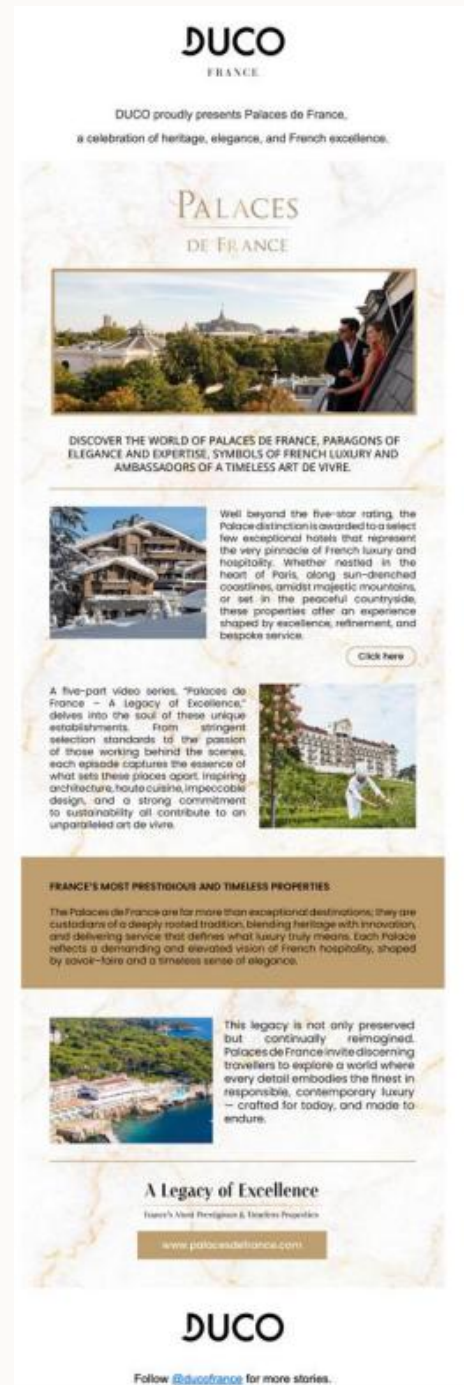 DUCO
FRANCE
DUCO proudly presents Palaces de France,
a celebration of heritage, elegance, and French excellence.
PALACES
DE FRANCE
DISCOVER THE WORLD OF PALACES DE FRANCE, PARAGONS OF
ELEGANCE AND EXPERTISE, SYMBOLS OF FRENCH LUXURY AND
AMBASSADORS OF A TIMELESS ART DE VIVRE.
Well beyond the five-star rating, the
Palace distinction is awarded to a select
few exceptional hotels that represent
the very pinnacle of French luxury and
hospitality. Whether nestled in the
heart of Paris, along sun-drenched
coastlines, amidst majestic mountains,
or set in the peaceful countryside,
these properties offer an experience
shaped by excellence, refinement, and
bespoke service.
Click here
A five-part video series, "Palaces de
France – A Legacy of Excellence,"
delves into the soul of these unique
establishments. From stringent
selection standards to the passion
of those working behind the scenes,
each episode captures the essence of
what sets these places apart. Inspiring
architecture, haute cuisine, impeccable
design, and a strong commitment
to sustainability all contribute to an
unparalleled art de vivre.
FRANCE'S MOST PRESTIGIOUS AND TIMELESS PROPERTIES
The Palaces de France are far more than exceptional destinations; they are
custodians of a deeply rooted tradition, blending heritage with innovation,
and delivering service that defines what luxury truly means. Each Palace
reflects a demanding and elevated vision of French hospitality, shaped
by savoir-faire and a timeless sense of elegance.
This legacy is not only preserved
but continually reimagined.
Palaces de France invite discerning
travellers to explore a world where
every detail embodies the finest in
responsible, contemporary luxury
— crafted for today, and made to
endure.
A Legacy of Excellence
France's Most Prestigious & Timeless Properties
www.palacesdefrance.com
DUCO
Follow @ducofrance for more stories.